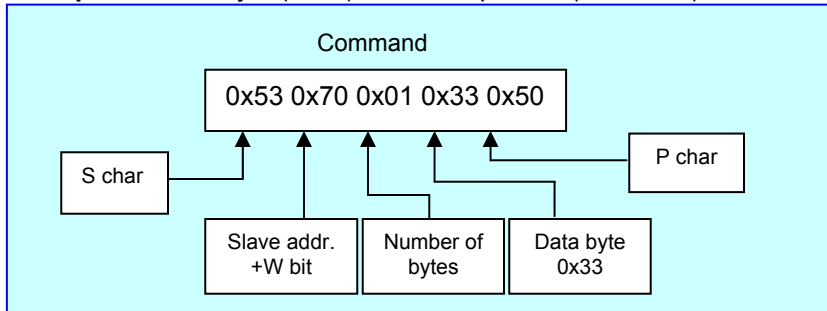 Command
0x53 0x70 0x01 0x33 0x50
S char
P char
Slave addr.
+W bit
Number of
bytes
Data byte
0x33